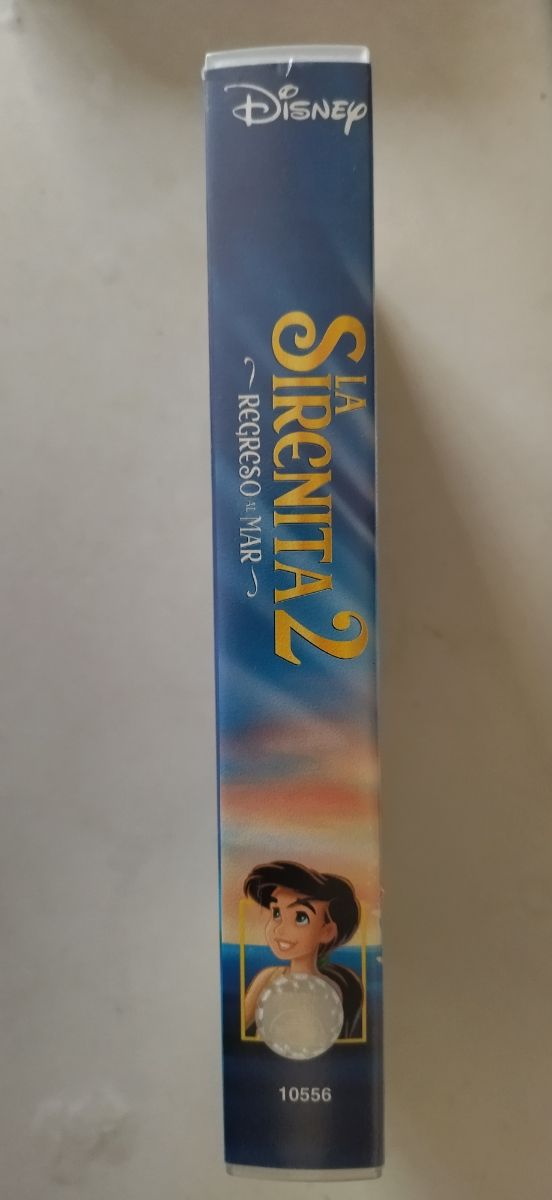 Disney
LA
SIRENITA 2
~ REGRESO AL MAR ~
10556